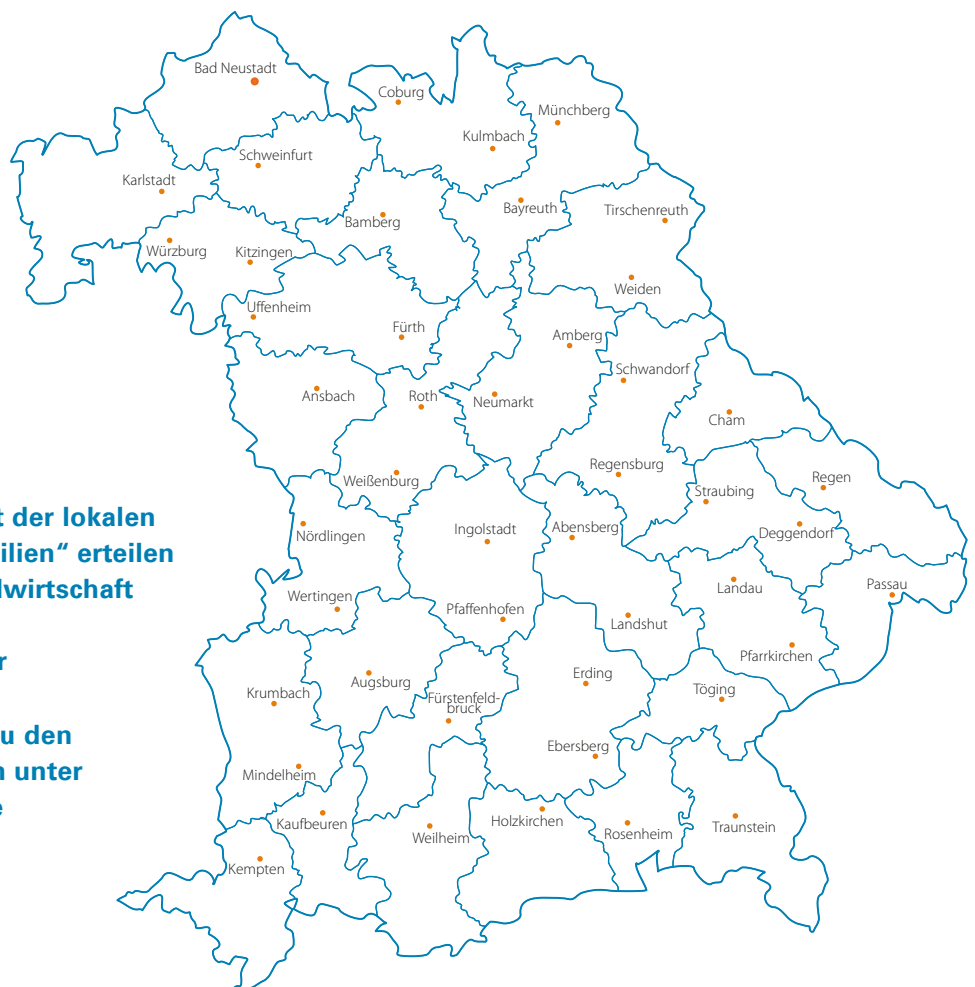 Bad Neustadt
Coburg
Münchberg
Kulmbach
Schweinfurt
Karlstadt
Bayreuth
Tirschenreuth
Bamberg
Würzburg
Kitzingen
Weiden
Uffenheim
Fürth
Amberg
Schwandorf
Ansbach
Roth
Neumarkt
Cham
Regensburg
Weißenburg
Regen
Straubing
t der lokalen
Nördlingen
Ingolstadt
Abensberg
Deggendorf
ilien“ erteilen
dwirtschaft
Wertingen
Pfaffenhofen
Landshut
Landau
Passau
r
Pfarrkirchen
Krumbach
Augsburg
Fürstenfeld-
bruck
Erding
Töging
u den
Ebersberg
n unter
Mindelheim
e
Kaufbeuren
Weilheim
Holzkirchen
Rosenheim
Traunstein
Kempten